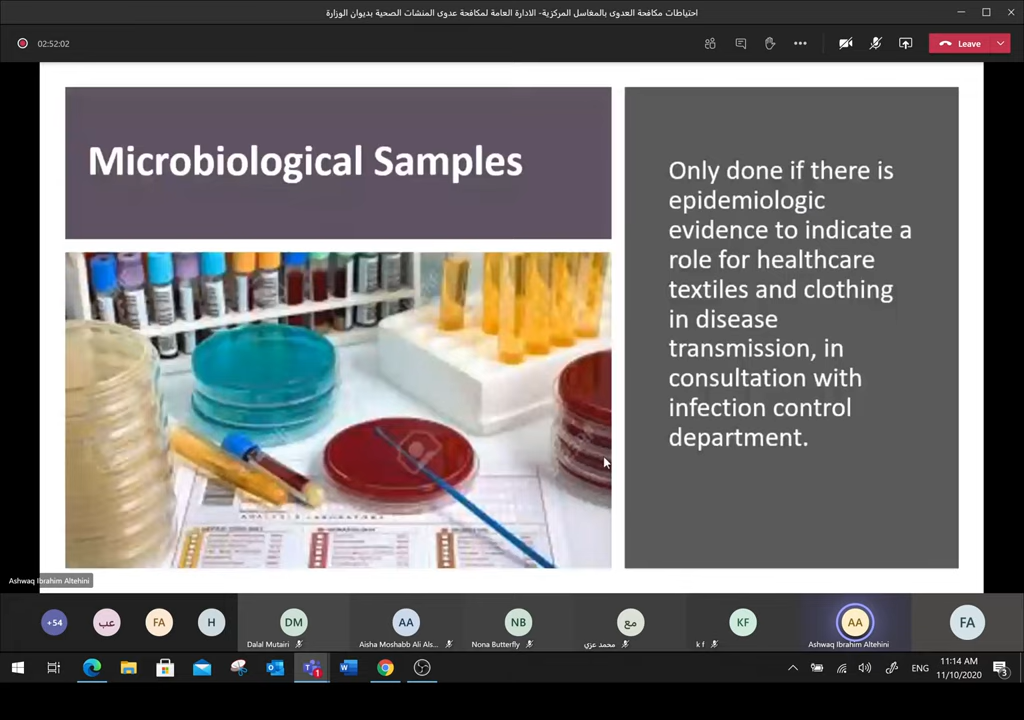 احتياطات مكافحة العدوى بالمغاسل المركزية- الادارة العامة لمكافحة عدوى المنشات الصحية بديوان الوزارة
02:52:02
Leave
Microbiological Samples
Only done if there is
epidemiologic
evidence to indicate a
role for healthcare
textiles and clothing
in disease
transmission, in
consultation with
infection control
department.
Ashwaq Ibrahim Altehini
+54
عب
FA
H
DM
AA
NB
مع
KF
AA
FA
Dalal Mutairi
Aisha Moshabb Ali Als...
Nona Butterfly
محمد عزي
k f
Ashwaq Ibrahim Altehini
1
ENG
11:14 AM
11/10/2020
3